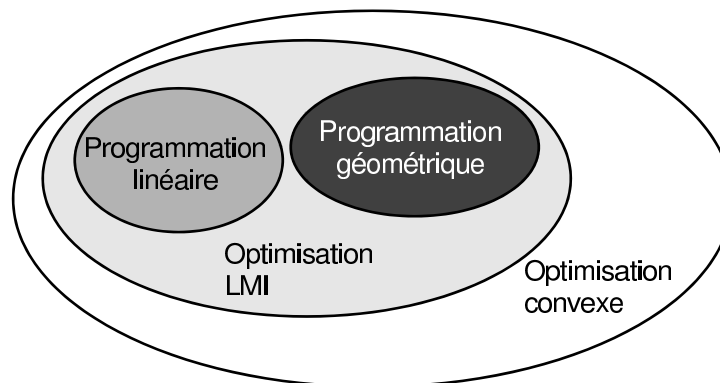 Programmation
linéaire
Programmation
géométrique
Optimisation
LMI
Optimisation
convexe